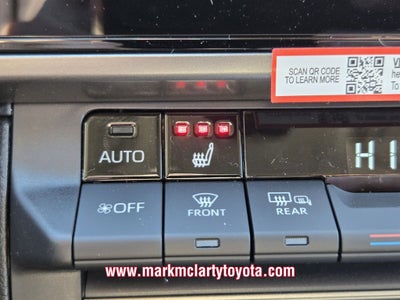 SCAN QR CODE
TO LEARN MORE
AUTO
HI
OFF
FRONT
REAR
www.markmclartytoyota.com